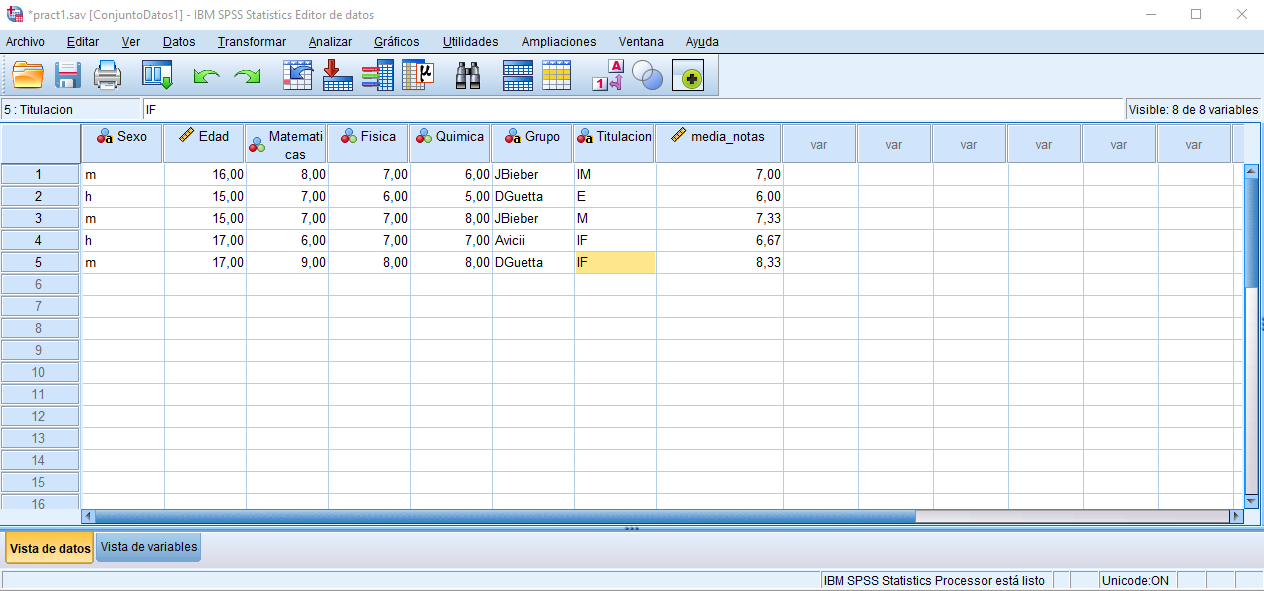 *pract1.sav [ConjuntoDatos1] - IBM SPSS Statistics Editor de datos
Archivo Editar Ver Datos Transformar Analizar Gráficos Utilidades Ampliaciones Ventana Ayuda
5 : Titulacion IF Visible: 8 de 8 variables
Sexo Edad Matemati Fisica Quimica Grupo Titulacion media_notas var var var var var var
cas
1 m 16,00 8,00 7,00 6,00 JBieber IM 7,00
2 h 15,00 7,00 6,00 5,00 DGuetta E 6,00
3 m 15,00 7,00 7,00 8,00 JBieber M 7,33
4 h 17,00 6,00 7,00 7,00 Avicii IF 6,67
5 m 17,00 9,00 8,00 8,00 DGuetta IF 8,33
6
7
8
9
10
11
12
13
14
15
16
Vista de datos Vista de variables
IBM SPSS Statistics Processor está listo Unicode:ON